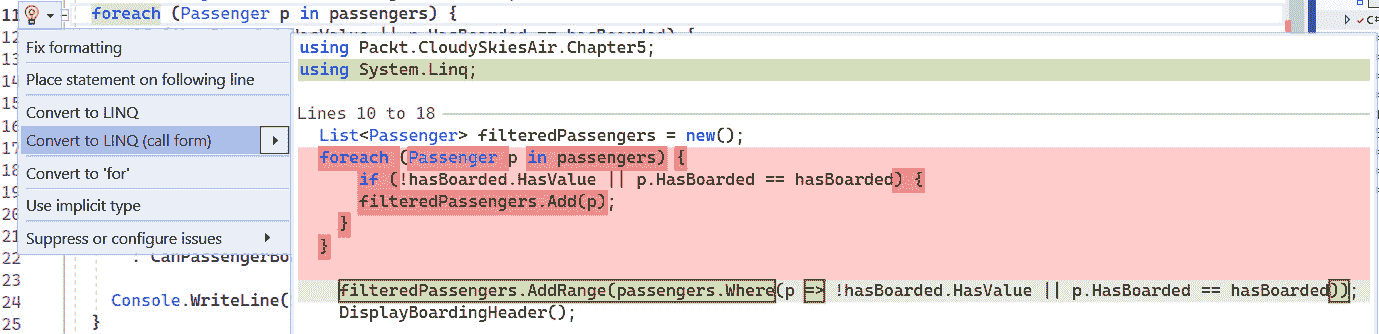 11 foreach (Passenger p in passengers) {
12
Fix formatting
Place statement on following line
Convert to LINQ
Convert to LINQ (call form)
Convert to 'for'
Use implicit type
Suppress or configure issues
using Packt.CloudySkiesAir.Chapter5;
using System.Linq;
Lines 10 to 18
List<Passenger> filteredPassengers = new();
foreach (Passenger p in passengers) {
if (!hasBoarded.HasValue || p.HasBoarded == hasBoarded) {
filteredPassengers.Add(p);
}
}
filteredPassengers.AddRange(passengers.Where(p => !hasBoarded.HasValue || p.HasBoarded == hasBoarded));
DisplayBoardingHeader();
13
14
15
16
17
18
19
20
21
22 : CanPassengerBo
23
24 Console.WriteLine(
25 }